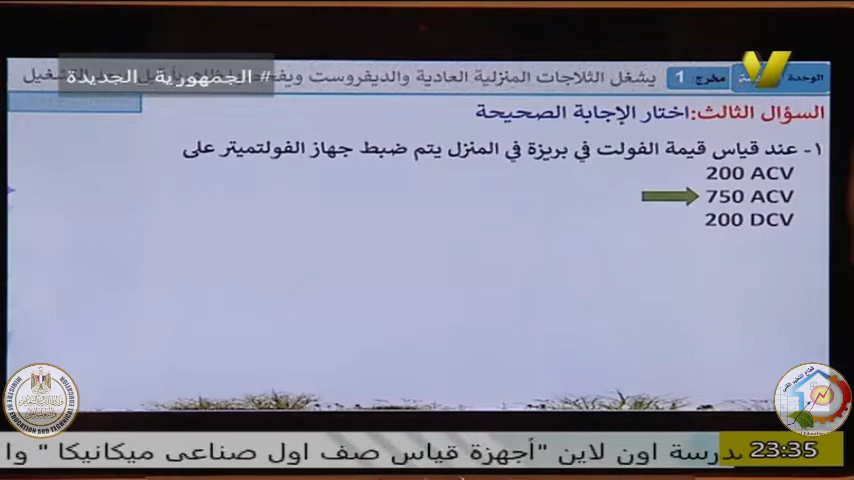 #الجمهورية الجديدة
الوحدة
مخرج 1
يشغل الثلاجات المنزلية العادية والديفروست
السؤال الثالث: اختار الإجابة الصحيحة
١- عند قياس قيمة الفولت في بريزة في المنزل يتم ضبط جهاز الفولتميتر على
200 ACV
750 ACV
200 DCV
مدرسة اون لاين "أجهزة قياس صف اول صناعى ميكانيكا " وا
23:35